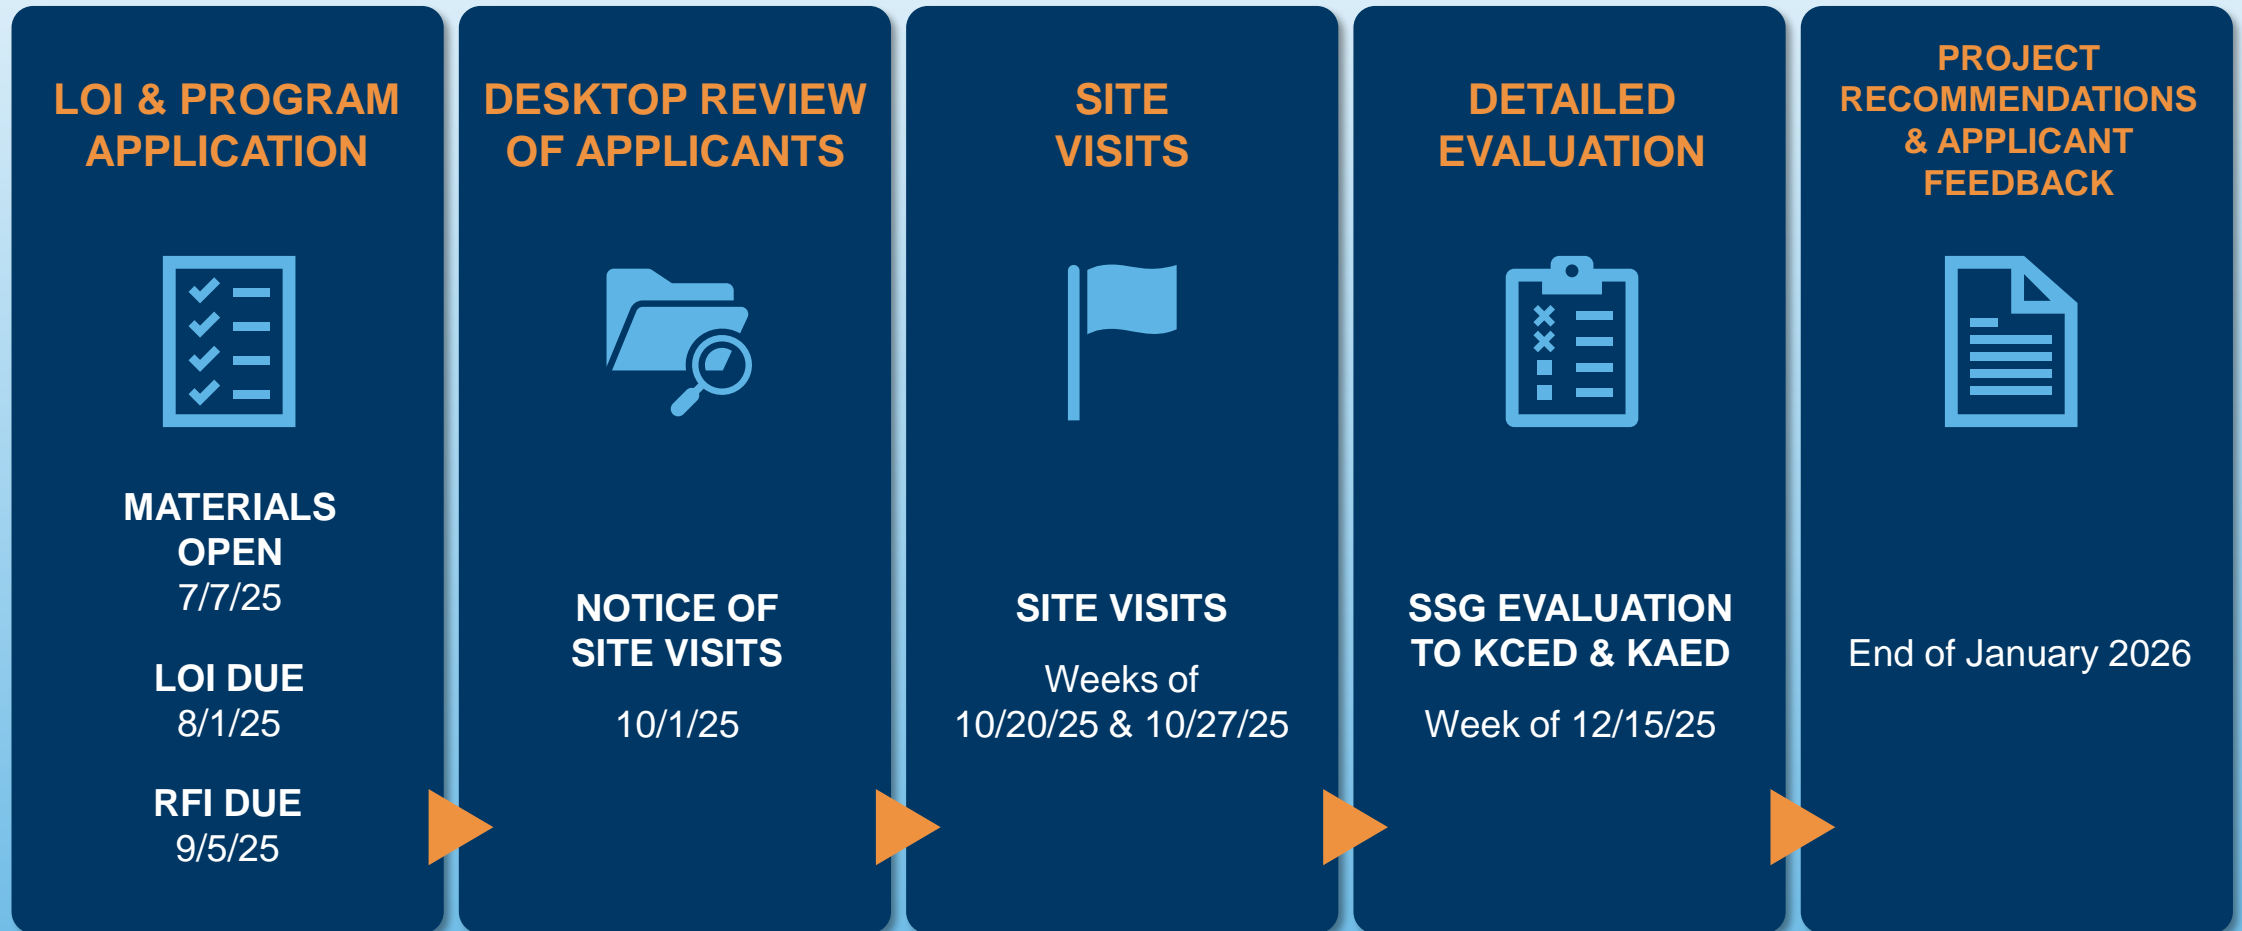 LOI & PROGRAM
APPLICATION
MATERIALS
OPEN
7/7/25
LOI DUE
8/1/25
RFI DUE
9/5/25
DESKTOP REVIEW
OF APPLICANTS
NOTICE OF
SITE VISITS
10/1/25
SITE
VISITS
SITE VISITS
Weeks of
10/20/25 & 10/27/25
DETAILED
EVALUATION
SSG EVALUATION
TO KCED & KAED
Week of 12/15/25
PROJECT
RECOMMENDATIONS
& APPLICANT
FEEDBACK
End of January 2026